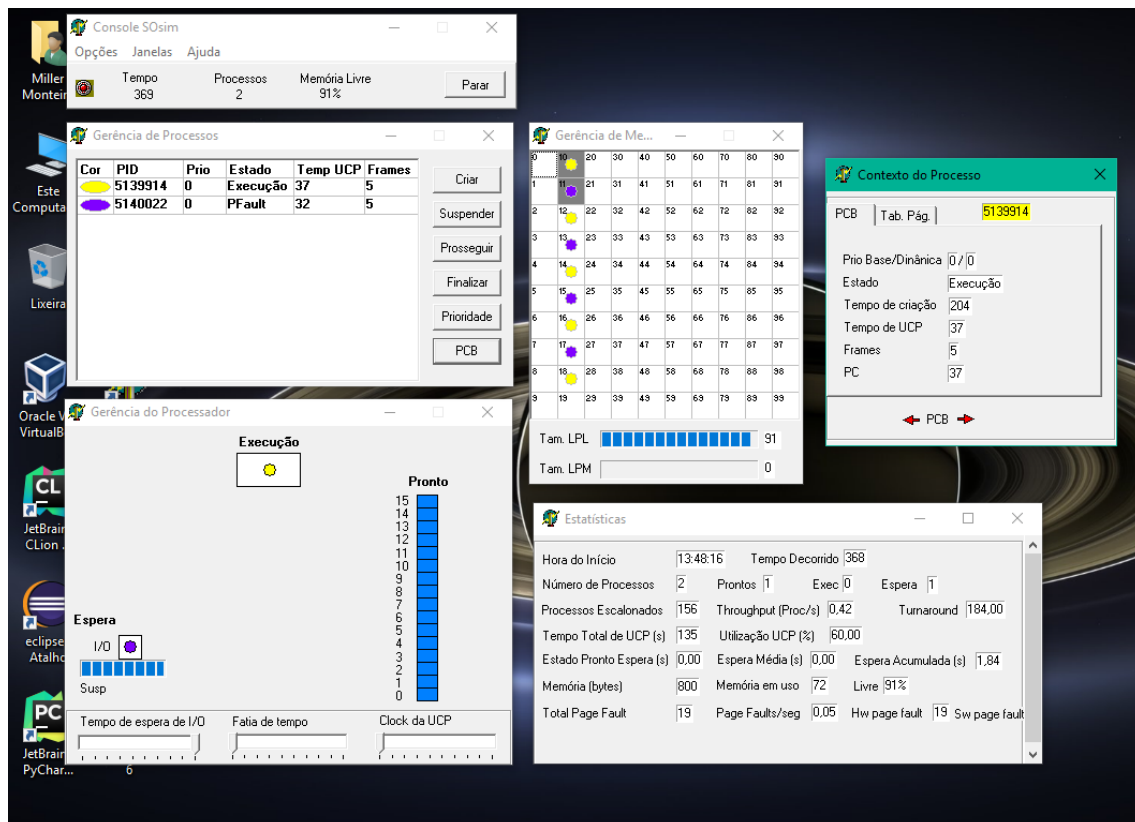 Miller
Monteir
Este
Computa
Lixeira
Oracle V
VirtualB
JetBrair
CLion .
eclipse
Atalho
JetBrair
PyChar...
6
Console SOsim
Opções Janelas Ajuda
Tempo Processos Memória Livre
369 2 91%
Parar
Gerência de Processos
Cor PID Prio Estado Temp UCP Frames
5139914 0 Execução 37 5
5140022 0 PFault 32 5
Criar
Suspender
Prosseguir
Finalizar
Prioridade
PCB
Gerência do Processador
Execução
Pronto
15
14
13
12
11
10
9
8
7
6
5
4
3
2
1
0
Espera
I/O
Susp
Tempo de espera de I/O Fatia de tempo Clock da UCP
Gerência de Me...
0 10 20 30 40 50 60 70 80 90
1 11 21 31 41 51 61 71 81 91
2 12 22 32 42 52 62 72 82 92
3 13 23 33 43 53 63 73 83 93
4 14 24 34 44 54 64 74 84 94
5 15 25 35 45 55 65 75 85 95
6 16 26 36 46 56 66 76 86 96
7 17 27 37 47 57 67 77 87 97
8 18 28 38 48 58 68 78 88 98
9 19 29 39 49 59 69 79 89 99
Tam. LPL 91
Tam. LPM 0
Contexto do Processo
PCB Tab. Pág. 5139914
Prio Base/Dinâmica 0 / 0
Estado Execução
Tempo de criação 204
Tempo de UCP 37
Frames 5
PC 37
PCB
Estatísticas
Hora do Início 13:48:16 Tempo Decorrido 368
Número de Processos 2 Prontos 1 Exec 0 Espera 1
Processos Escalonados 156 Throughput (Proc/s) 0,42 Turnaround 184,00
Tempo Total de UCP (s) 135 Utilização UCP (%) 60,00
Estado Pronto Espera (s) 0,00 Espera Média (s) 0,00 Espera Acumulada (s) 1,84
Memória (bytes) 800 Memória em uso 72 Livre 91%
Total Page Fault 19 Page Faults/seg 0,05 Hw page fault 19 Sw page fault
CL
PC